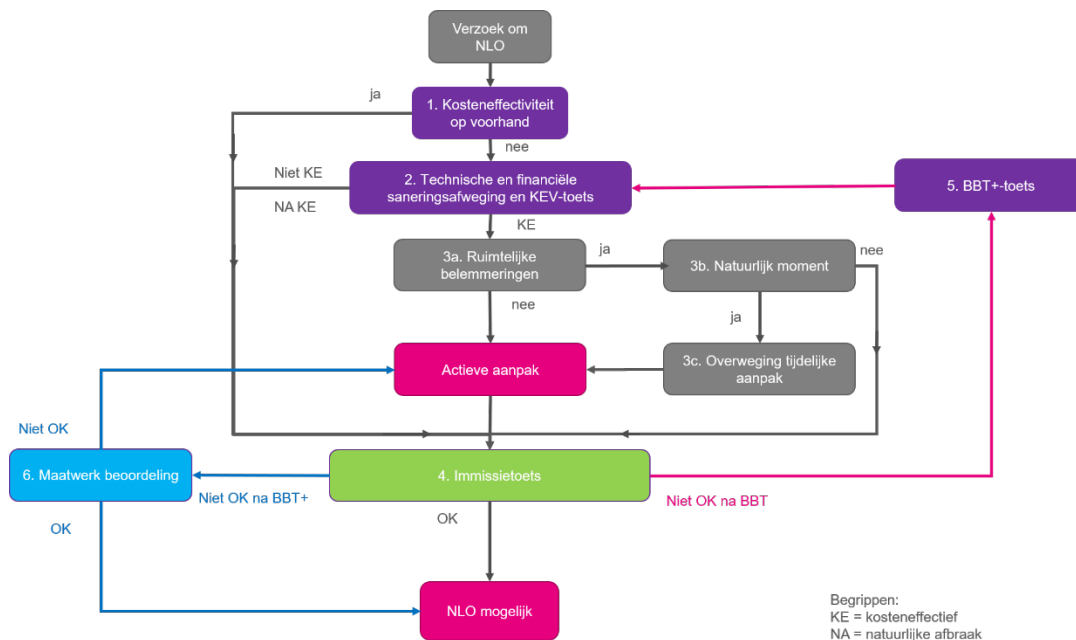 Verzoek om
NLO
ja
1. Kosteneffectiviteit
op voorhand
nee
Niet KE
NA KE
2. Technische en financiële
saneringsafweging en KEV-toets
5. BBT+-toets
KE
3a. Ruimtelijke
belemmeringen
ja
3b. Natuurlijk moment
nee
nee
ja
Actieve aanpak
3c. Overweging tijdelijke
aanpak
Niet OK
6. Maatwerk beoordeling
Niet OK na BBT+
4. Immissietoets
Niet OK na BBT
OK
OK
NLO mogelijk
Begrippen:
KE = kosteneffectief
NA = natuurlijke afbraak